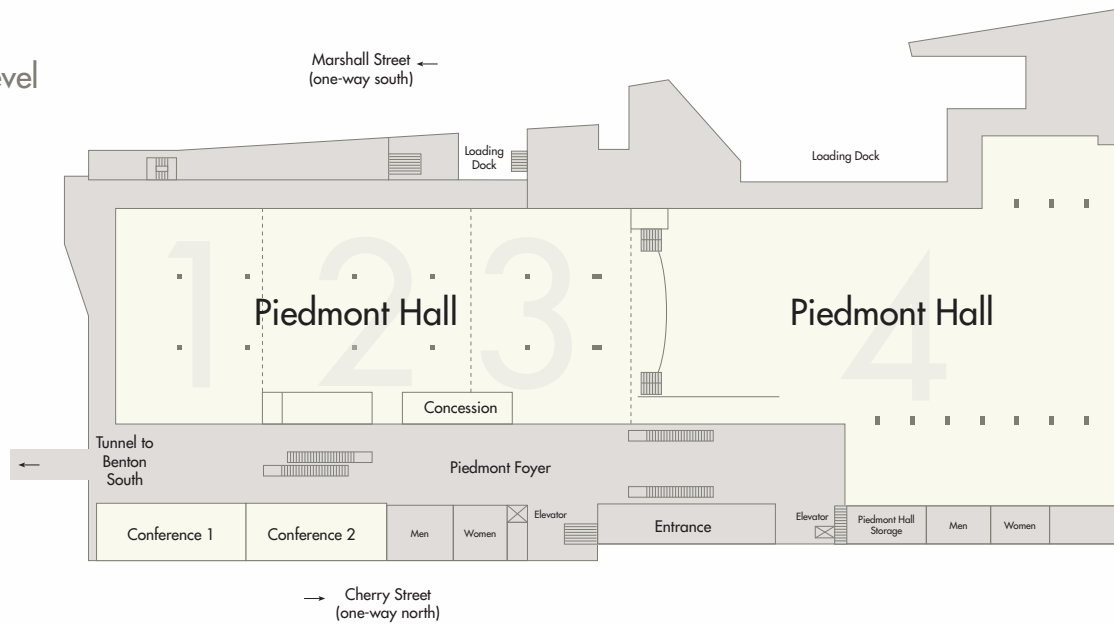 evel
Marshall Street
(one-way south)
Loading
Dock
Loading Dock
1
2
3
4
Piedmont Hall
Piedmont Hall
Concession
Tunnel to
Benton
South
Piedmont Foyer
Conference 1
Conference 2
Men
Women
Elevator
Entrance
Elevator
Piedmont Hall
Storage
Men
Women
Cherry Street
(one-way north)